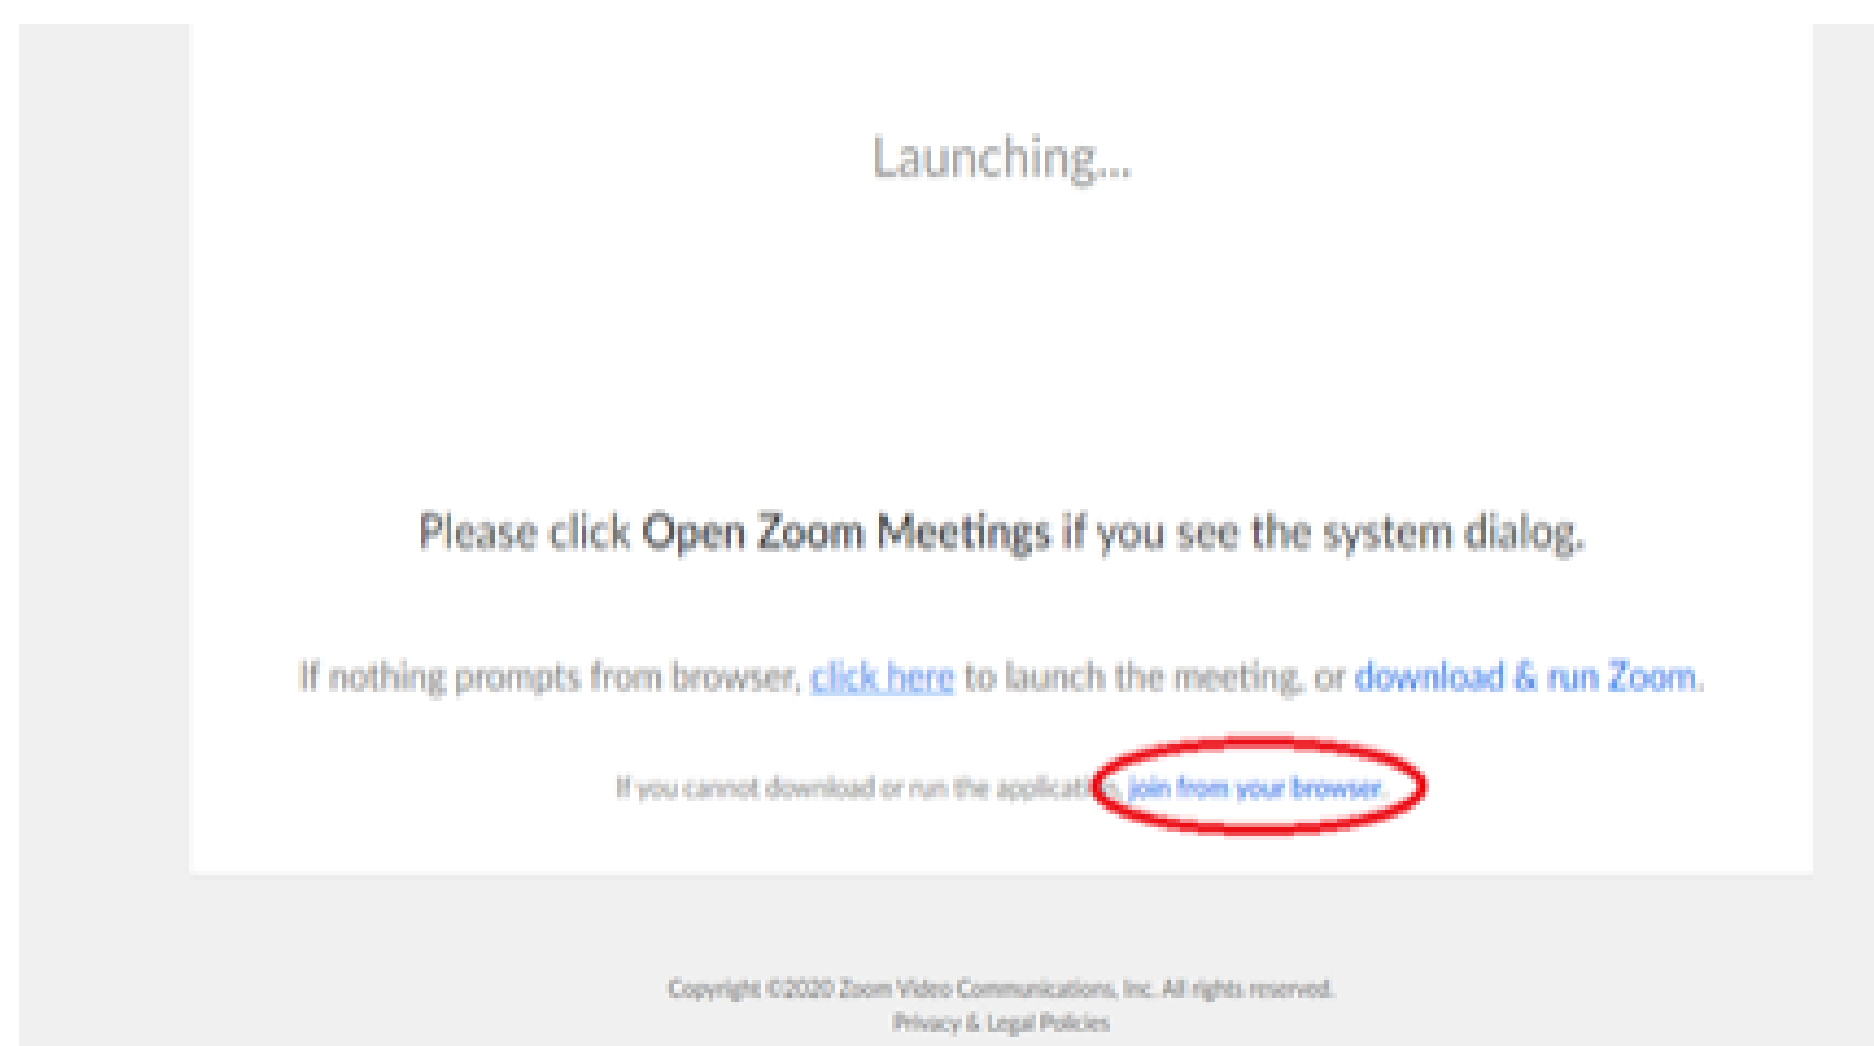 Launching...
Please click Open Zoom Meetings if you see the system dialog.
If nothing prompts from browser, click here to launch the meeting, or download & run Zoom.
If you cannot download or run the application, join from your browser.
Copyright ©2020 Zoom Video Communications, Inc. All rights reserved.
Privacy & Legal Policies